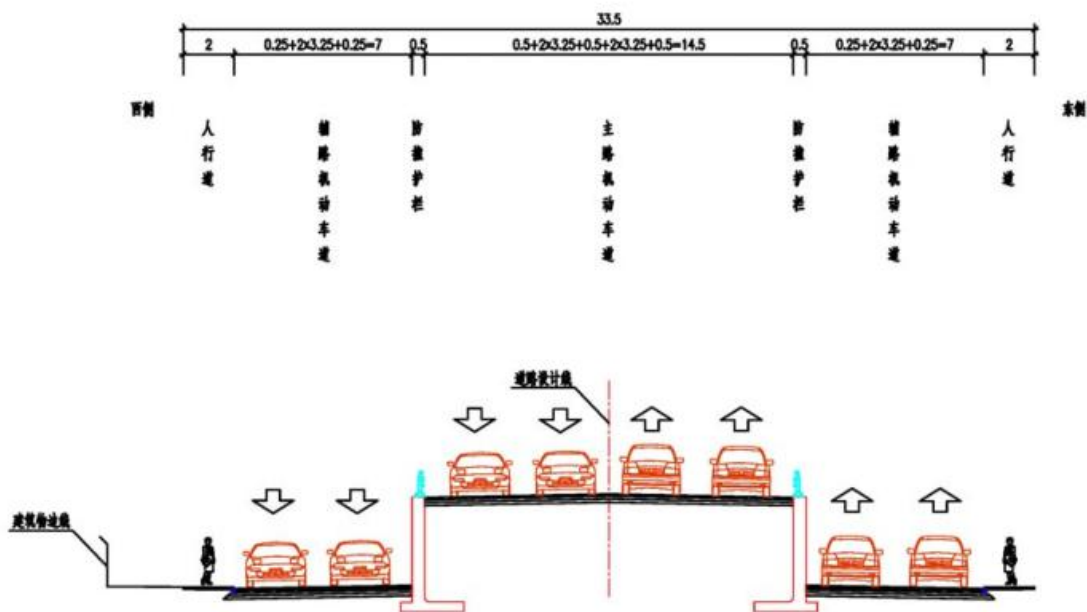 33.5
2
0.25+2x3.25+0.25=7
0.5
0.5+2x3.25+0.5+2x3.25+0.5=14.5
0.5
0.25+2x3.25+0.25=7
2
西侧
东侧
人行道
辅路机动车道
防撞护栏
主路机动车道
防撞护栏
辅路机动车道
人行道
道路设计线
建筑物边线